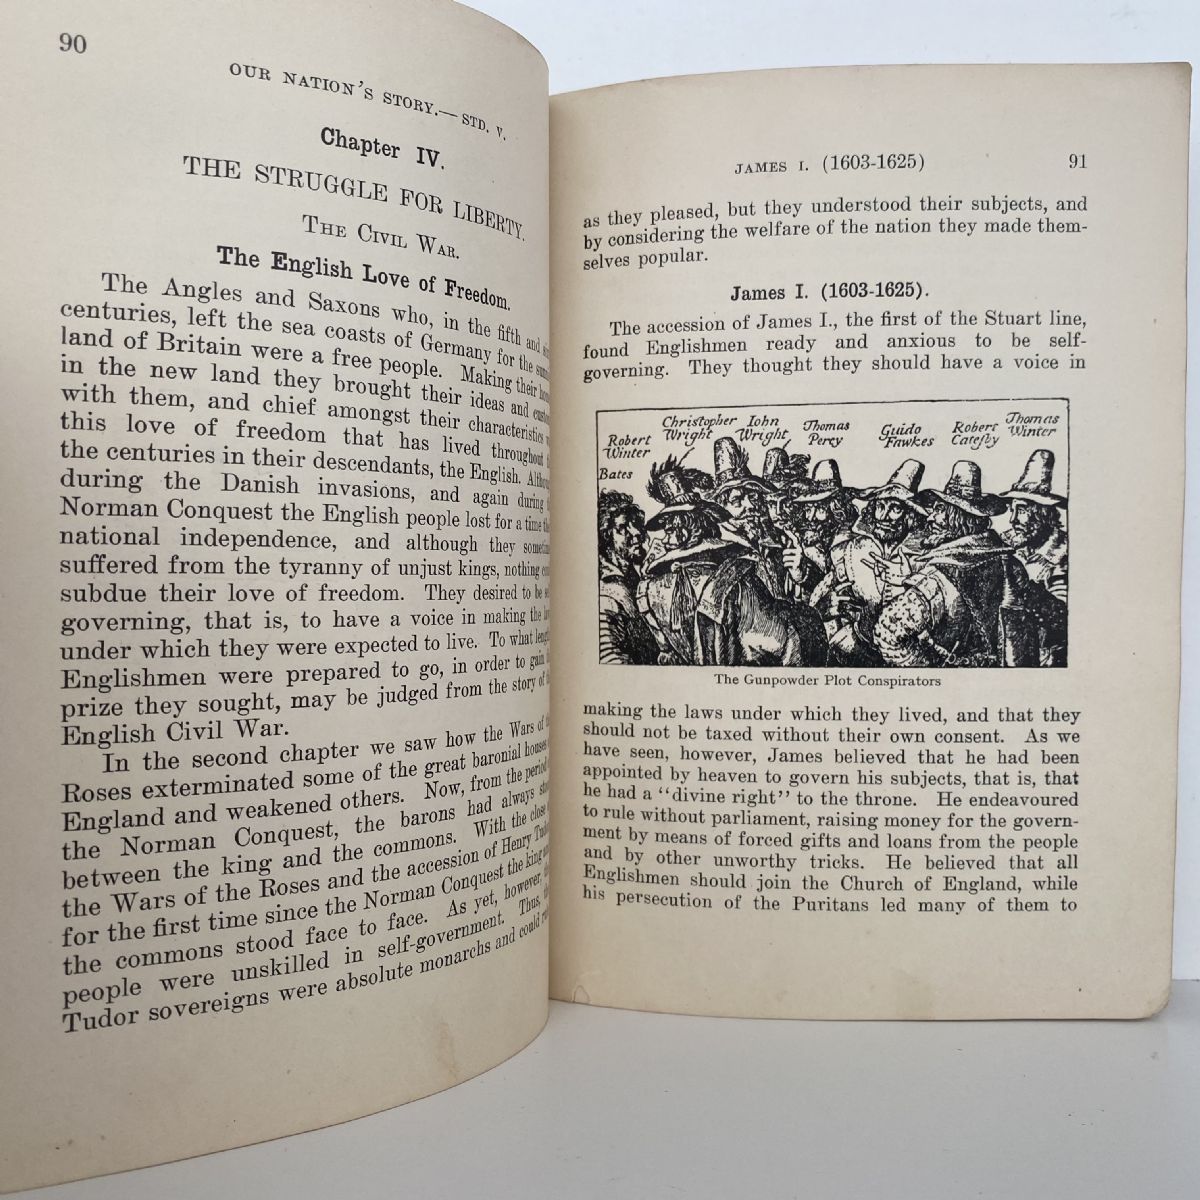 90
OUR NATION'S STORY.—STD. V.
Chapter IV.
THE STRUGGLE FOR LIBERTY.
THE CIVIL WAR.
The English Love of Freedom.
The Angles and Saxons who, in the fifth and
centuries, left the sea coasts of Germany for the
land of Britain were a free people. Making their
in the new land they brought their ideas and
with them, and chief amongst their characteristics
this love of freedom that has lived throughout
the centuries in their descendants, the English.
during the Danish invasions, and again during
Norman Conquest the English people lost for a time
national independence, and although they
suffered from the tyranny of unjust kings, nothing
subdue their love of freedom. They desired to be
governing, that is, to have a voice in making the
under which they were expected to live. To what
Englishmen were prepared to go, in order to gain
prize they sought, may be judged from the story of
English Civil War.
In the second chapter we saw how the Wars of
Roses exterminated some of the great baronial houses
England and weakened others. Now, from the period
the Norman Conquest, the barons had always
between the king and the commons. With the close
the Wars of the Roses and the accession of Henry
for the first time since the Norman Conquest the king
the commons stood face to face. As yet, however,
people were unskilled in self-government. Thus,
Tudor sovereigns were absolute monarchs and could
JAMES I. (1603-1625) 91
as they pleased, but they understood their subjects, and
by considering the welfare of the nation they made them-
selves popular.
James I. (1603-1625).
The accession of James I., the first of the Stuart line,
found Englishmen ready and anxious to be self-
governing. They thought they should have a voice in
Bates
Robert Winter
Christopher Wright
Iohn Wright
Thomas Percy
Guido Fawkes
Robert Catesby
Thomas Winter
The Gunpowder Plot Conspirators
making the laws under which they lived, and that they
should not be taxed without their own consent. As we
have seen, however, James believed that he had been
appointed by heaven to govern his subjects, that is, that
he had a "divine right" to the throne. He endeavoured
to rule without parliament, raising money for the govern-
ment by means of forced gifts and loans from the people
and by other unworthy tricks. He believed that all
Englishmen should join the Church of England, while
his persecution of the Puritans led many of them to